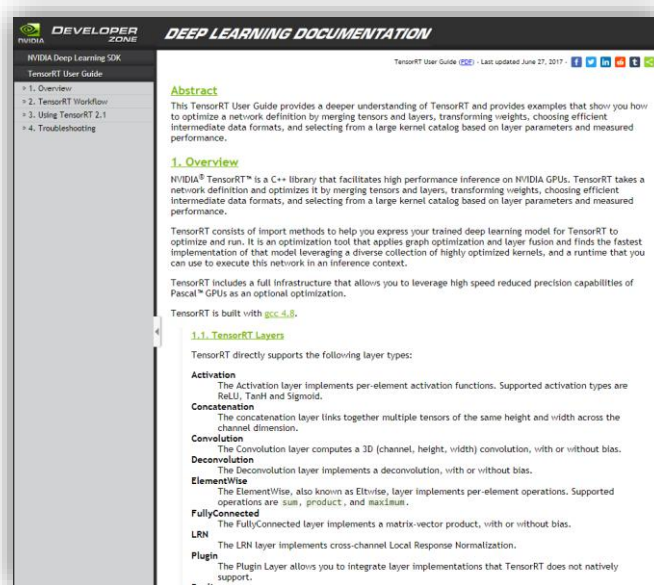 NVIDIA
DEVELOPER
ZONE
DEEP LEARNING DOCUMENTATION
NVIDIA Deep Learning SDK
TensorRT User Guide
» 1. Overview
» 2. TensorRT Workflow
» 3. Using TensorRT 2.1
» 4. Troubleshooting
TensorRT User Guide (PDF) - Last updated June 27, 2017 -
Abstract
This TensorRT User Guide provides a deeper understanding of TensorRT and provides examples that show you how
to optimize a network definition by merging tensors and layers, transforming weights, choosing efficient
intermediate data formats, and selecting from a large kernel catalog based on layer parameters and measured
performance.
1. Overview
NVIDIA® TensorRT™ is a C++ library that facilitates high performance inference on NVIDIA GPUs. TensorRT takes a
network definition and optimizes it by merging tensors and layers, transforming weights, choosing efficient
intermediate data formats, and selecting from a large kernel catalog based on layer parameters and measured
performance.
TensorRT consists of import methods to help you express your trained deep learning model for TensorRT to
optimize and run. It is an optimization tool that applies graph optimization and layer fusion and finds the fastest
implementation of that model leveraging a diverse collection of highly optimized kernels, and a runtime that you
can use to execute this network in an inference context.
TensorRT includes a full infrastructure that allows you to leverage high speed reduced precision capabilities of
Pascal™ GPUs as an optional optimization.
TensorRT is built with gcc 4.8.
1.1. TensorRT Layers
TensorRT directly supports the following layer types:
Activation
The Activation layer implements per-element activation functions. Supported activation types are
ReLU, TanH and Sigmoid.
Concatenation
The concatenation layer links together multiple tensors of the same height and width across the
channel dimension.
Convolution
The Convolution layer computes a 3D (channel, height, width) convolution, with or without bias.
Deconvolution
The Deconvolution layer implements a deconvolution, with or without bias.
ElementWise
The ElementWise, also known as Eltwise, layer implements per-element operations. Supported
operations are sum, product, and maximum.
FullyConnected
The FullyConnected layer implements a matrix-vector product, with or without bias.
LRN
The LRN layer implements cross-channel Local Response Normalization.
Plugin
The Plugin Layer allows you to integrate layer implementations that TensorRT does not natively
support.